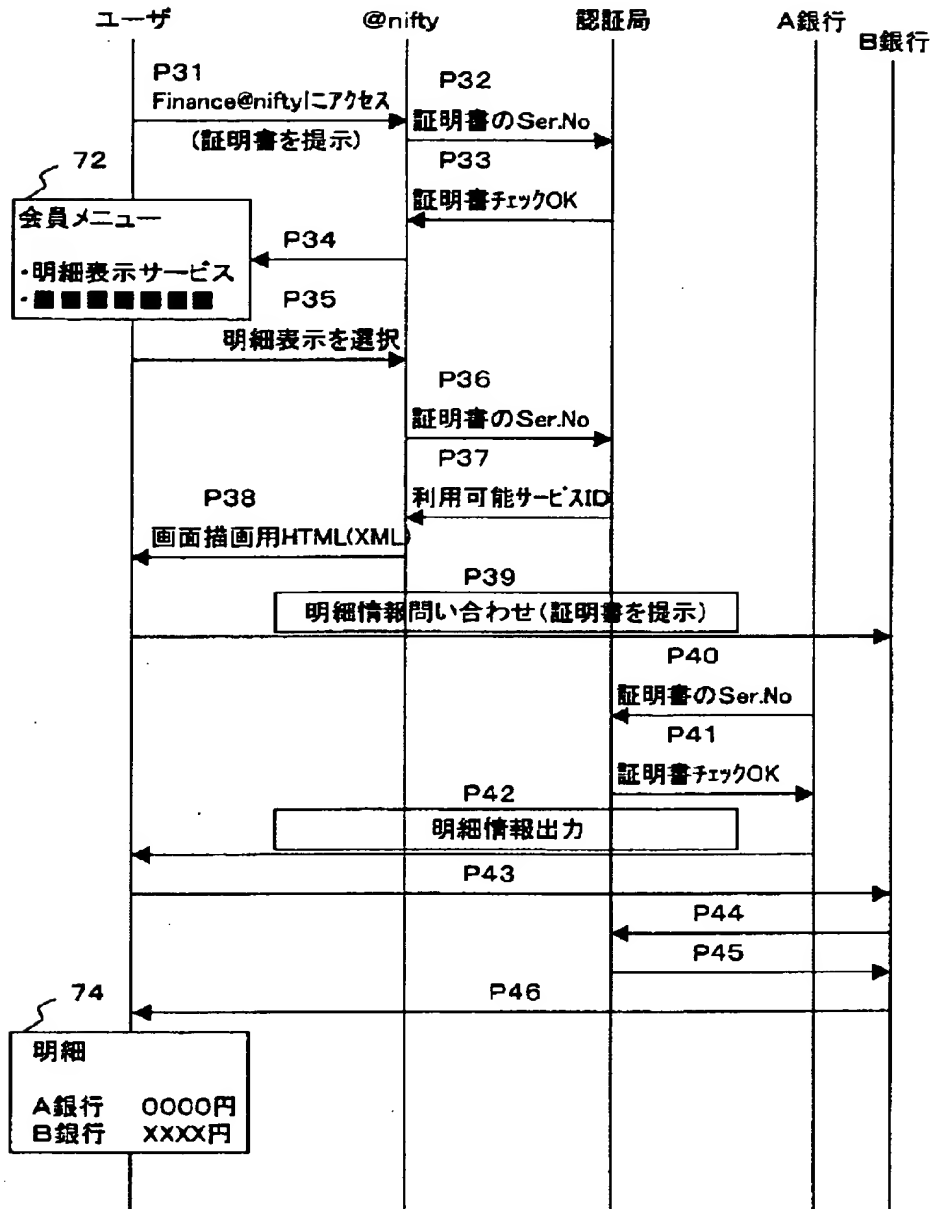 ユーザ
@nifty
認証局
A銀行
B銀行
P31
Finance@niftyにアクセス
(証明書を提示)
P32
証明書のSer.No
P33
証明書チェックOK
72
会員メニュー
・明細表示サービス
・■■■■■■■
P34
P35
明細表示を選択
P36
証明書のSer.No
P37
利用可能サービスID
P38
画面描画用HTML(XML)
P39
明細情報問い合わせ(証明書を提示)
P40
証明書のSer.No
P41
証明書チェックOK
P42
明細情報出力
P43
P44
P45
P46
74
明細
A銀行 0000円
B銀行 XXXX円